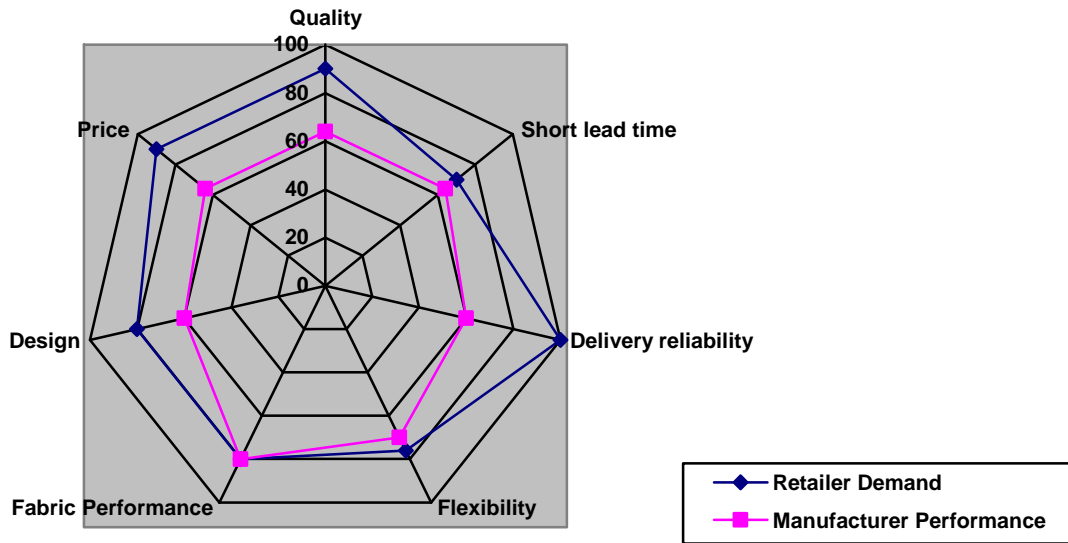 Quality
100
80
60
40
20
0
Price
Short lead time
Design
Delivery reliability
Fabric Performance
Flexibility
Retailer Demand
Manufacturer Performance